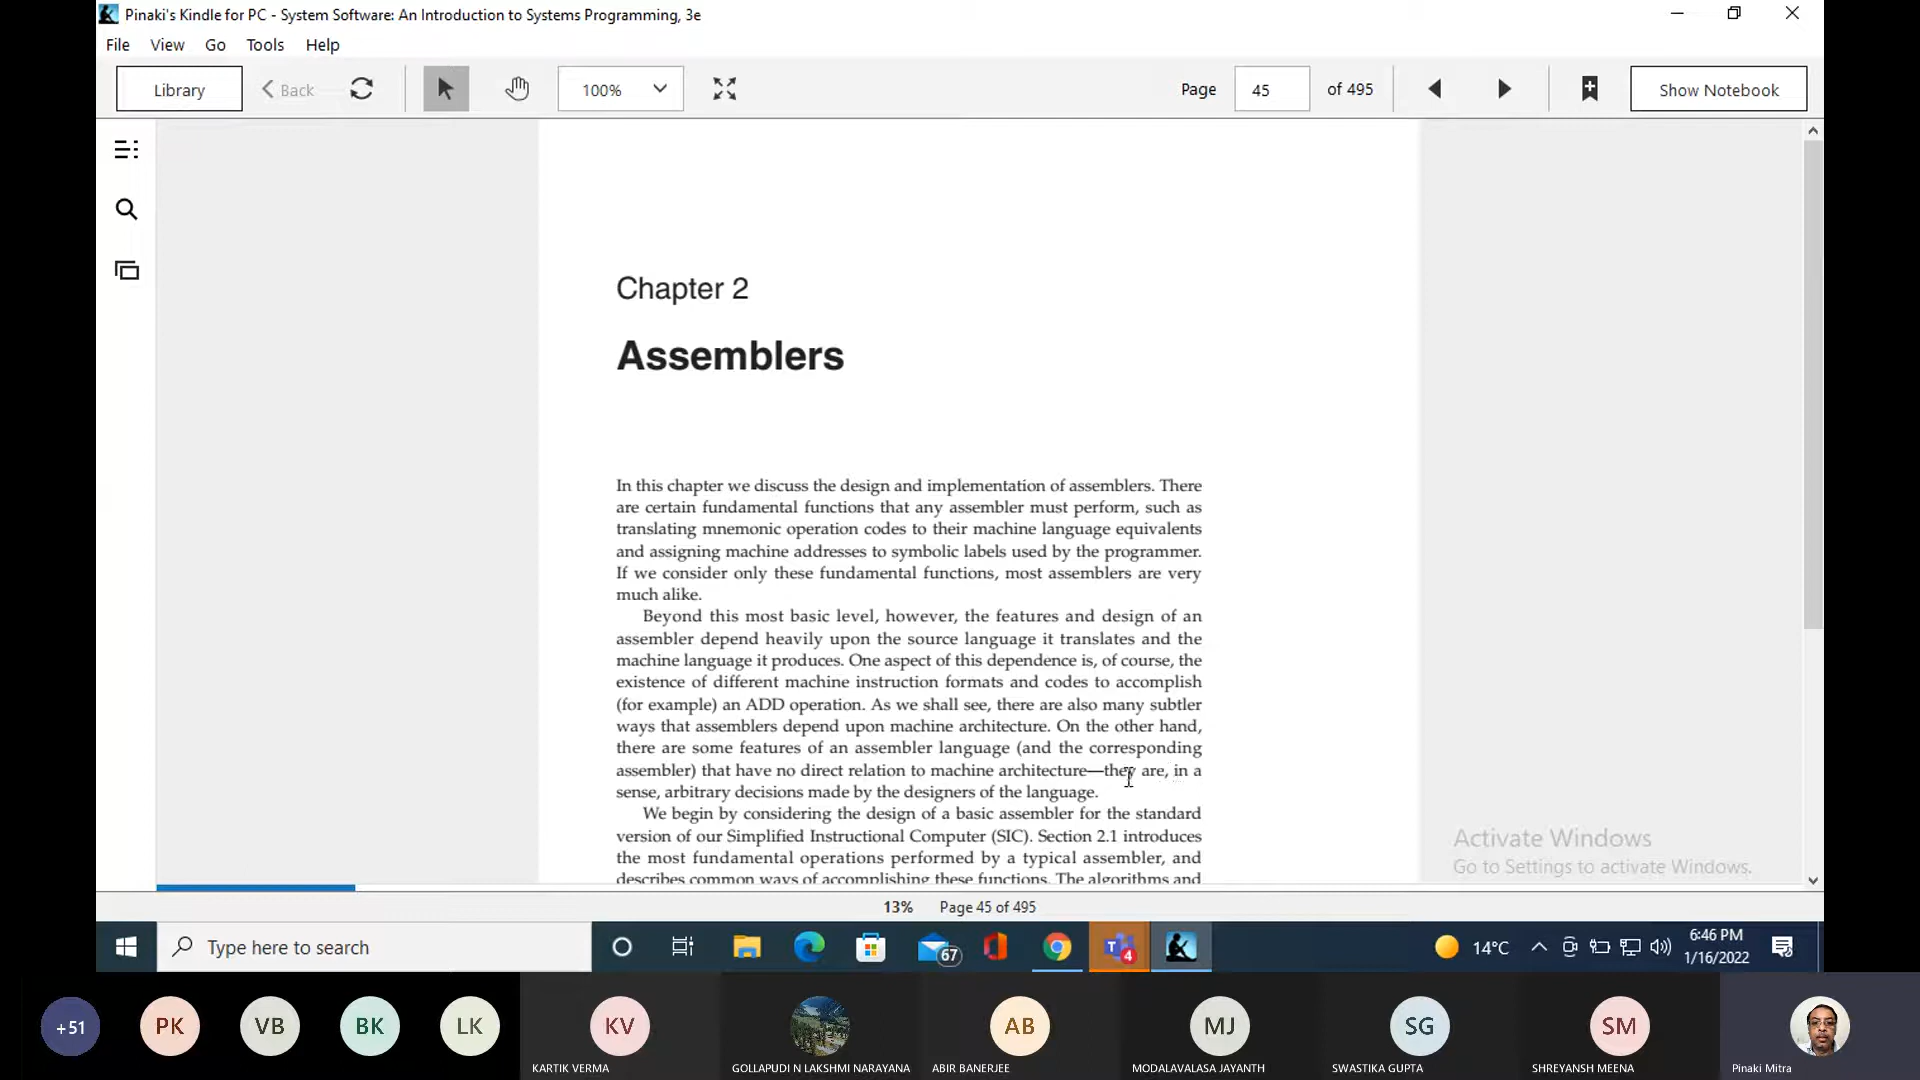 Pinaki's Kindle for PC - System Software: An Introduction to Systems Programming, 3e
File View Go Tools Help
Library Back 100% Page 45 of 495 Show Notebook
Chapter 2
Assemblers
In this chapter we discuss the design and implementation of assemblers. There
are certain fundamental functions that any assembler must perform, such as
translating mnemonic operation codes to their machine language equivalents
and assigning machine addresses to symbolic labels used by the programmer.
If we consider only these fundamental functions, most assemblers are very
much alike.
Beyond this most basic level, however, the features and design of an
assembler depend heavily upon the source language it translates and the
machine language it produces. One aspect of this dependence is, of course, the
existence of different machine instruction formats and codes to accomplish
(for example) an ADD operation. As we shall see, there are also many subtler
ways that assemblers depend upon machine architecture. On the other hand,
there are some features of an assembler language (and the corresponding
assembler) that have no direct relation to machine architecture—they are, in a
sense, arbitrary decisions made by the designers of the language.
We begin by considering the design of a basic assembler for the standard
version of our Simplified Instructional Computer (SIC). Section 2.1 introduces
the most fundamental operations performed by a typical assembler, and
describes common ways of accomplishing these functions. The algorithms and
Activate Windows
Go to Settings to activate Windows.
13% Page 45 of 495
Type here to search
67
4
14°C
6:46 PM
1/16/2022
+51 PK VB BK LK KV AB MJ SG SM
KARTIK VERMA GOLLAPUDI N LAKSHMI NARAYANA ABIR BANERJEE MODALAVALASA JAYANTH SWASTIKA GUPTA SHREYANSH MEENA Pinaki Mitra